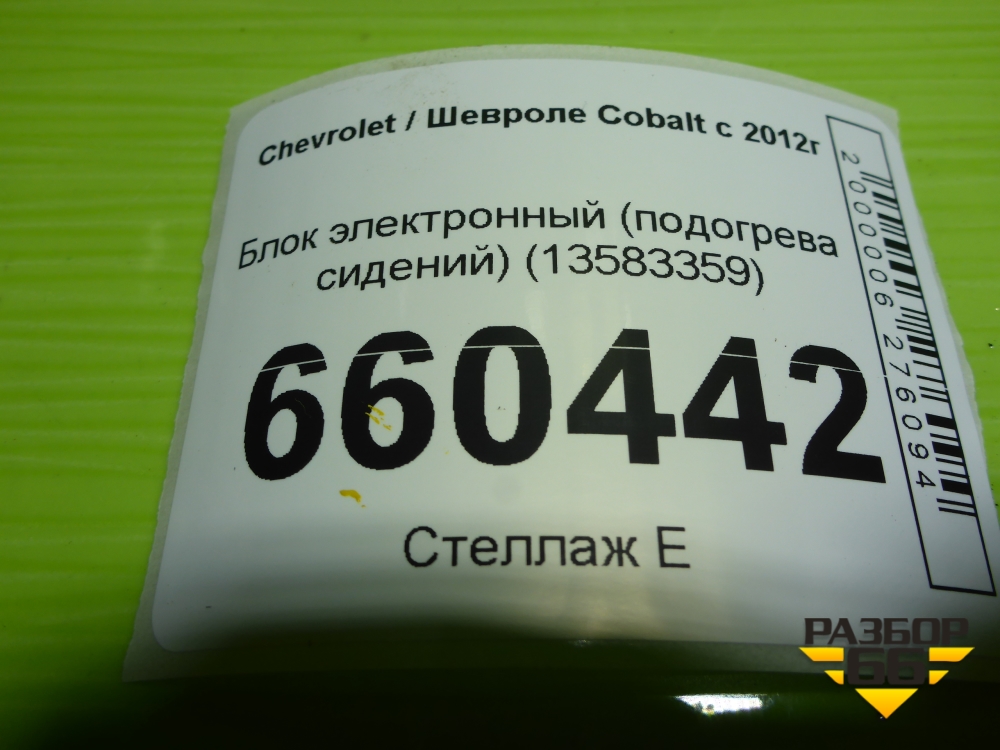 Chevrolet / Шевроле Cobalt с 2012г
Блок электронный (подогрева
сидений) (13583359)
660442
Стеллаж Е
2000006276094
РАЗБОР
66